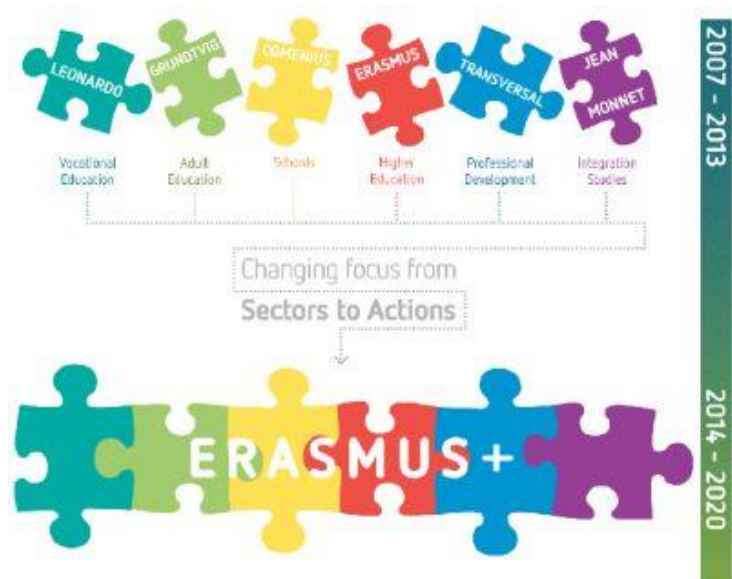 LEONARDO
GRUNDTVIG
COMENIUS
ERASMUS
TRANSVERSAL
JEAN
MONNET
Vocational
Education
Adult
Education
Schools
Higher
Education
Professional
Development
Integration
Studies
2007 - 2013
Changing focus from
Sectors to Actions
ERASMUS+
2014 - 2020